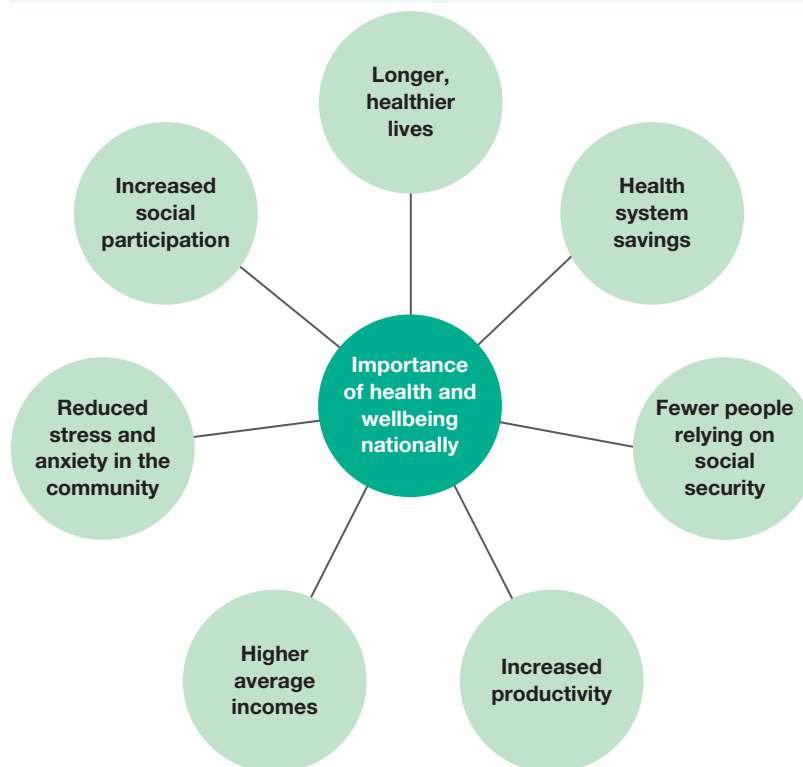 Longer,
healthier
lives
Health
system
savings
Fewer people
relying on
social
security
Increased
productivity
Higher
average
incomes
Reduced
stress and
anxiety in the
community
Increased
social
participation
Importance
of health and
wellbeing
nationally